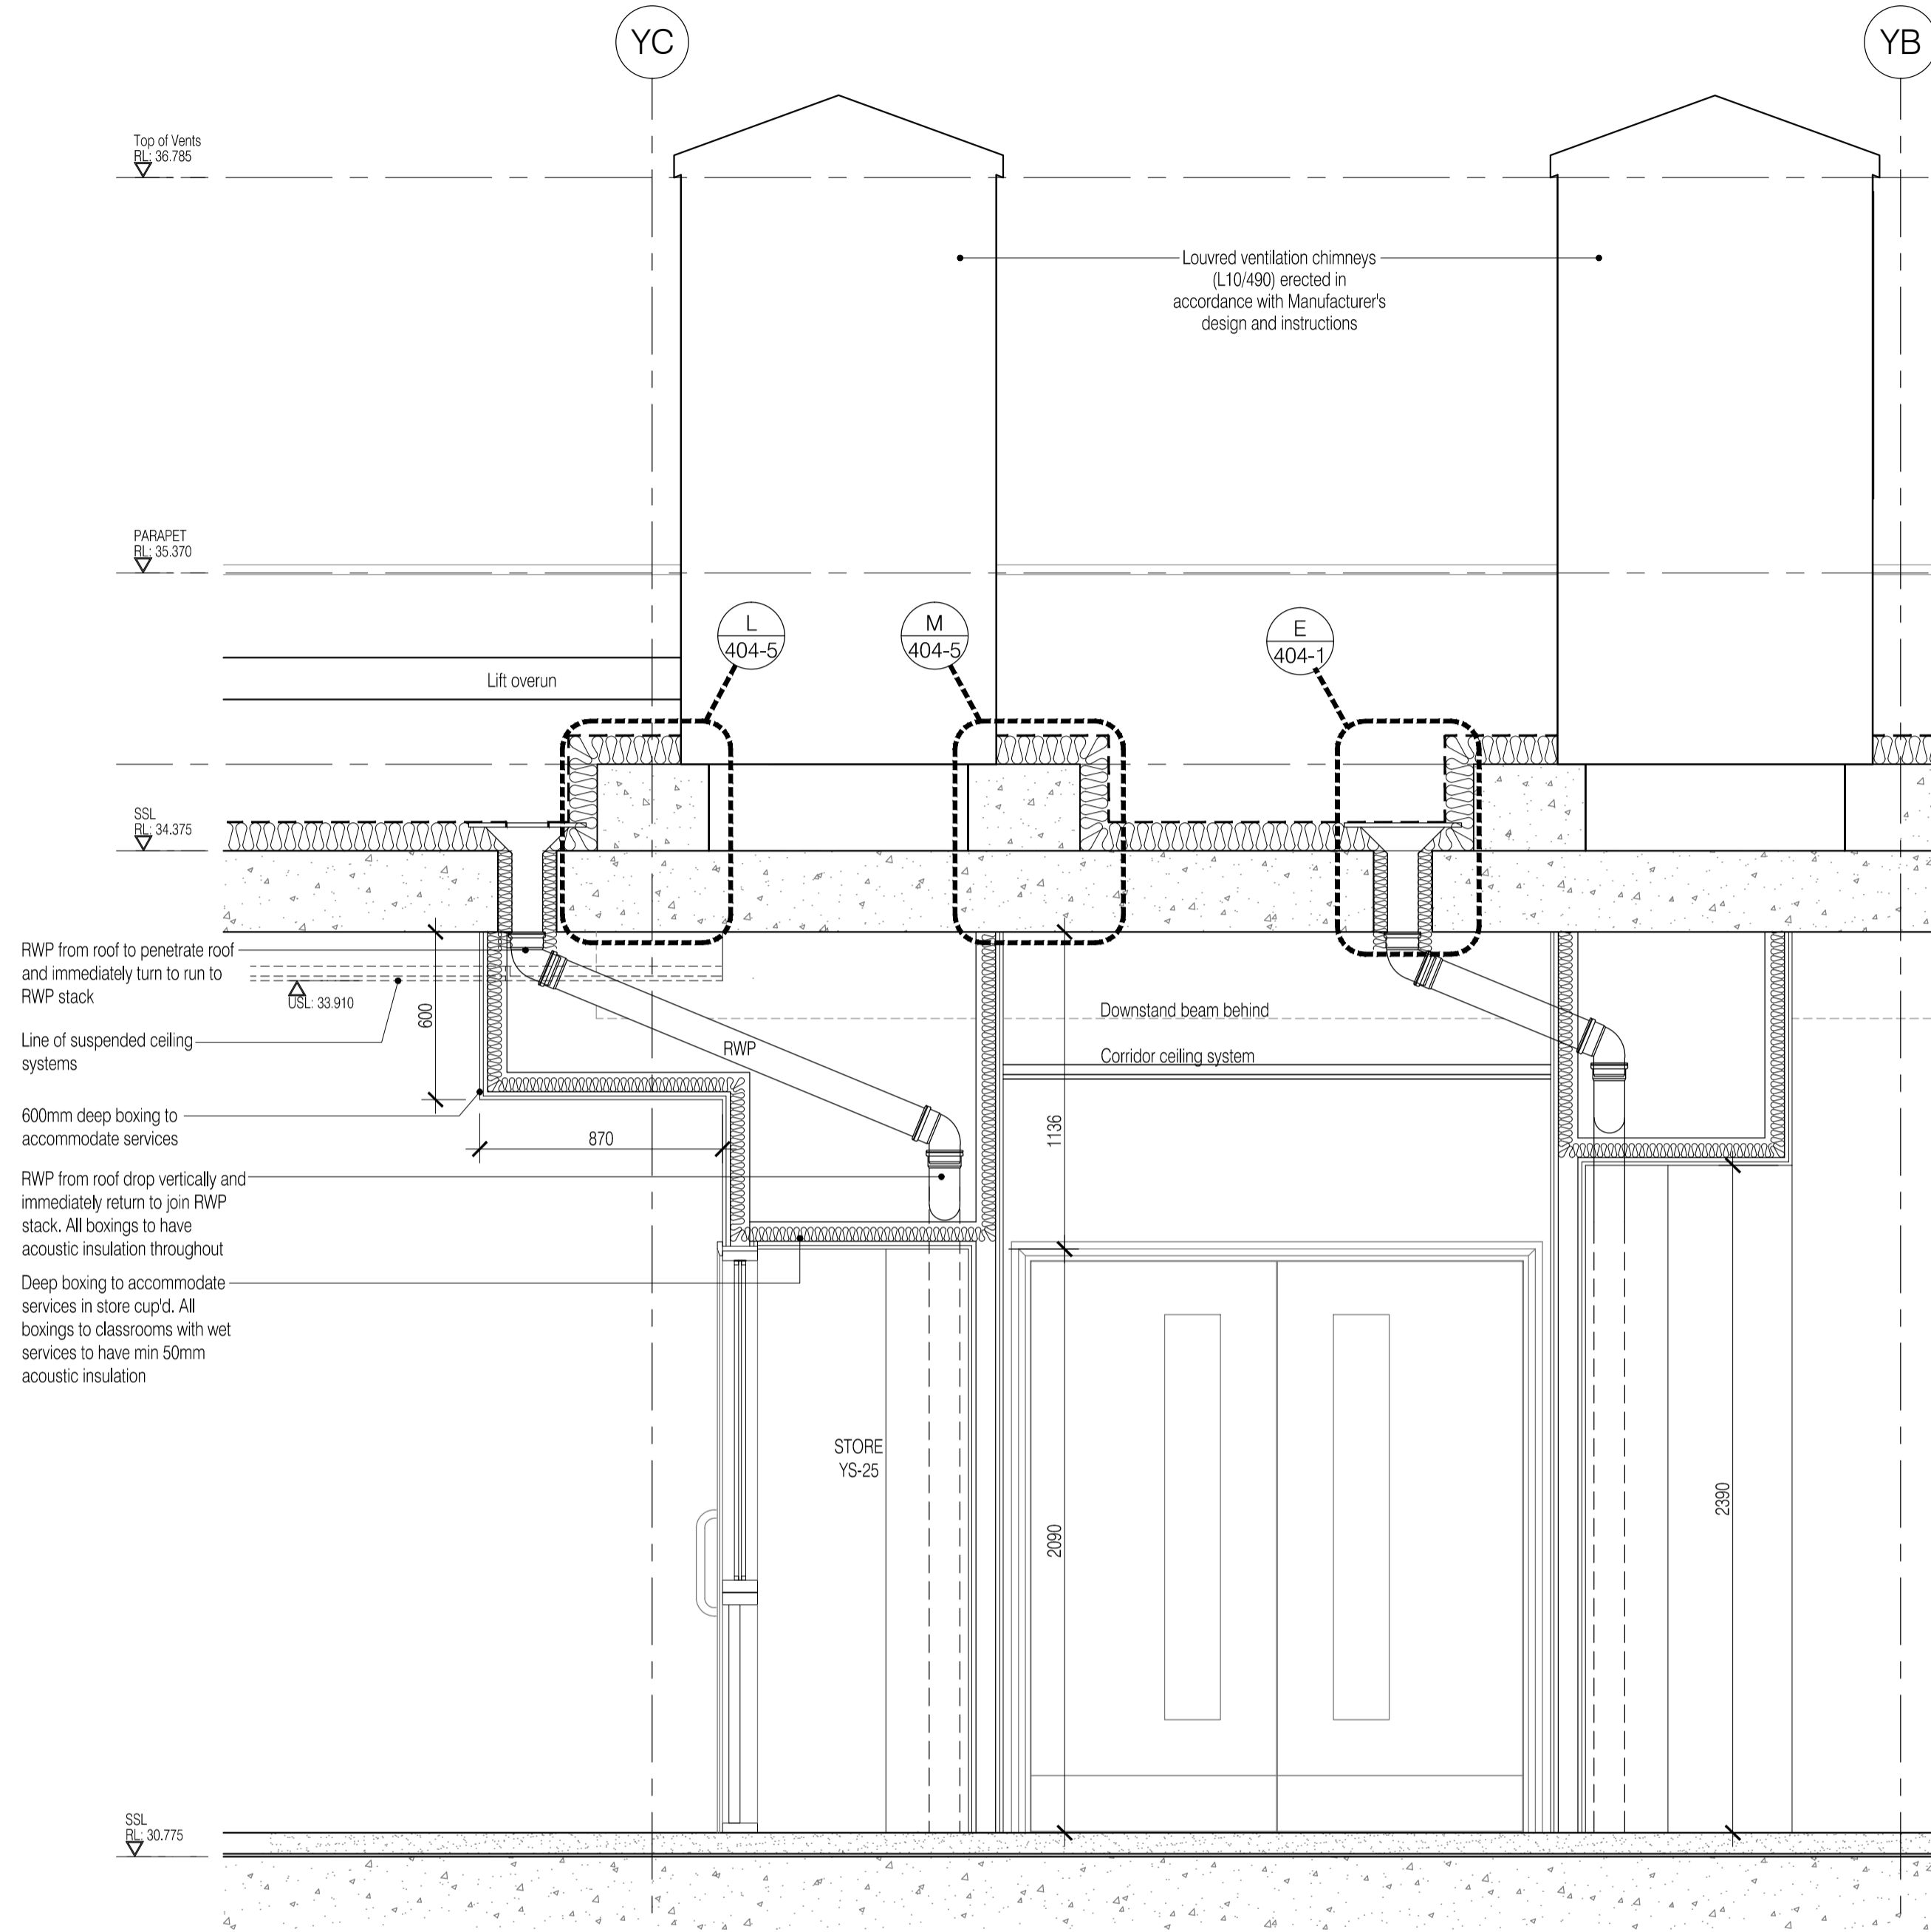 YC
YB
Top of Vents
RL: 36.785
Louvred ventilation chimneys
(L10/490) erected in
accordance with Manufacturer's
design and instructions
PARAPET
RL: 35.370
L
404-5
M
404-5
E
404-1
Lift overun
SSL
RL: 34.375
RWP from roof to penetrate roof
and immediately turn to run to
RWP stack
USL: 33.910
Line of suspended ceiling
systems
600
RWP
Downstand beam behind
Corridor ceiling system
600mm deep boxing to
accommodate services
870
1136
RWP from roof drop vertically and
immediately return to join RWP
stack. All boxings to have
acoustic insulation throughout
Deep boxing to accommodate
services in store cup'd. All
boxings to classrooms with wet
services to have min 50mm
acoustic insulation
STORE
YS-25
2090
2390
SSL
RL: 30.775